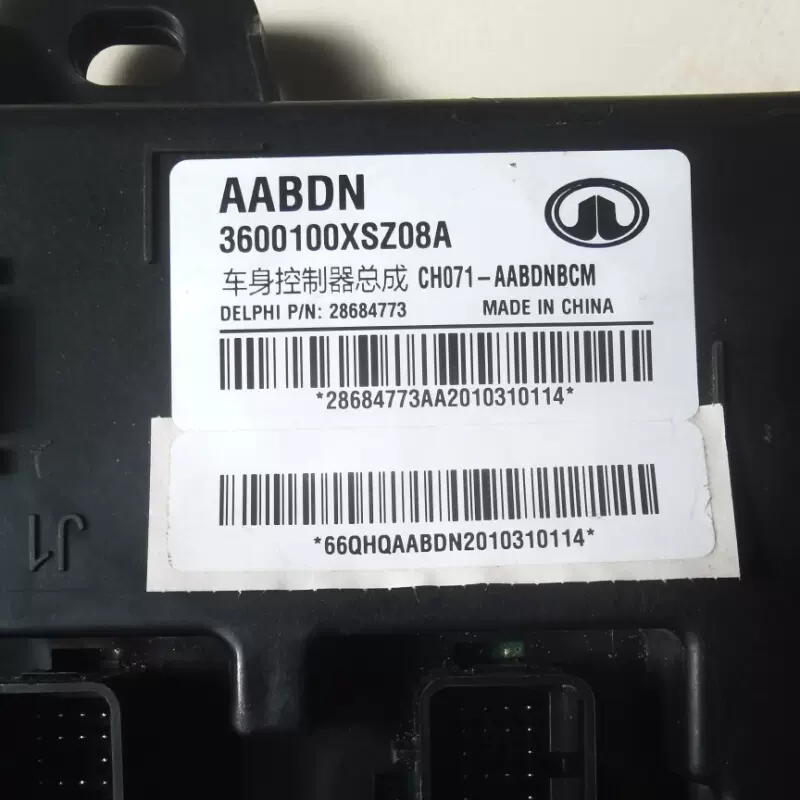 AABDN
3600100XSZ08A
车身控制器总成 CH071-AABDNBCM
DELPHI P/N: 28684773 MADE IN CHINA
*28684773AA2010310114*
*66QHQAABDN2010310114*
J1